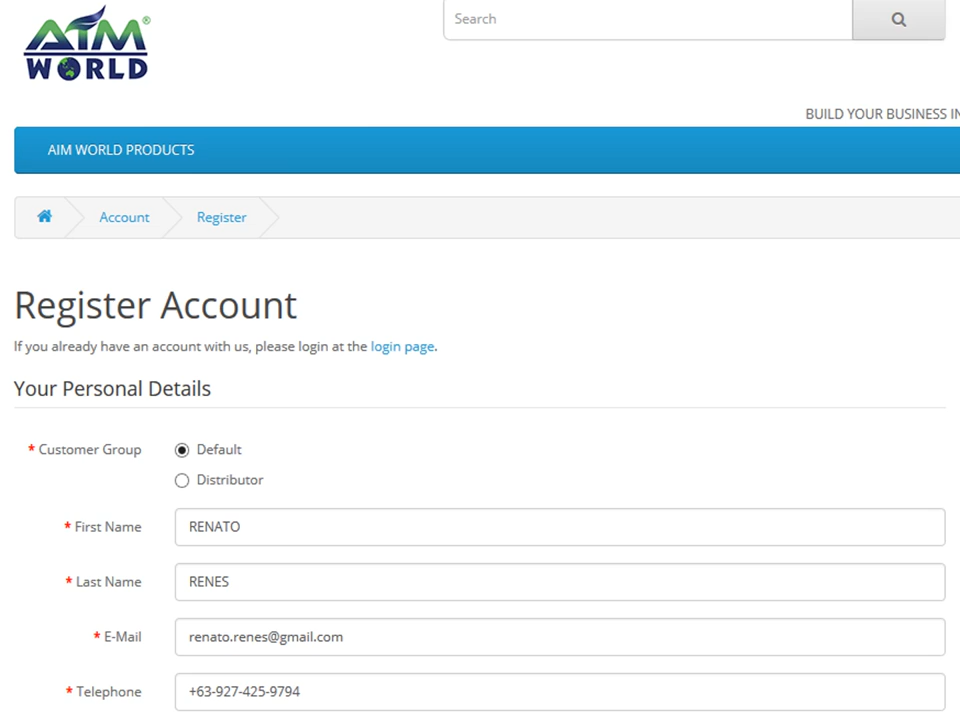 AIM®
WORLD
Search
BUILD YOUR BUSINESS IN
AIM WORLD PRODUCTS
Account
Register
Register Account
If you already have an account with us, please login at the login page.
Your Personal Details
* Customer Group
Default
Distributor
* First Name
RENATO
* Last Name
RENES
* E-Mail
renato.renes@gmail.com
* Telephone
+63-927-425-9794